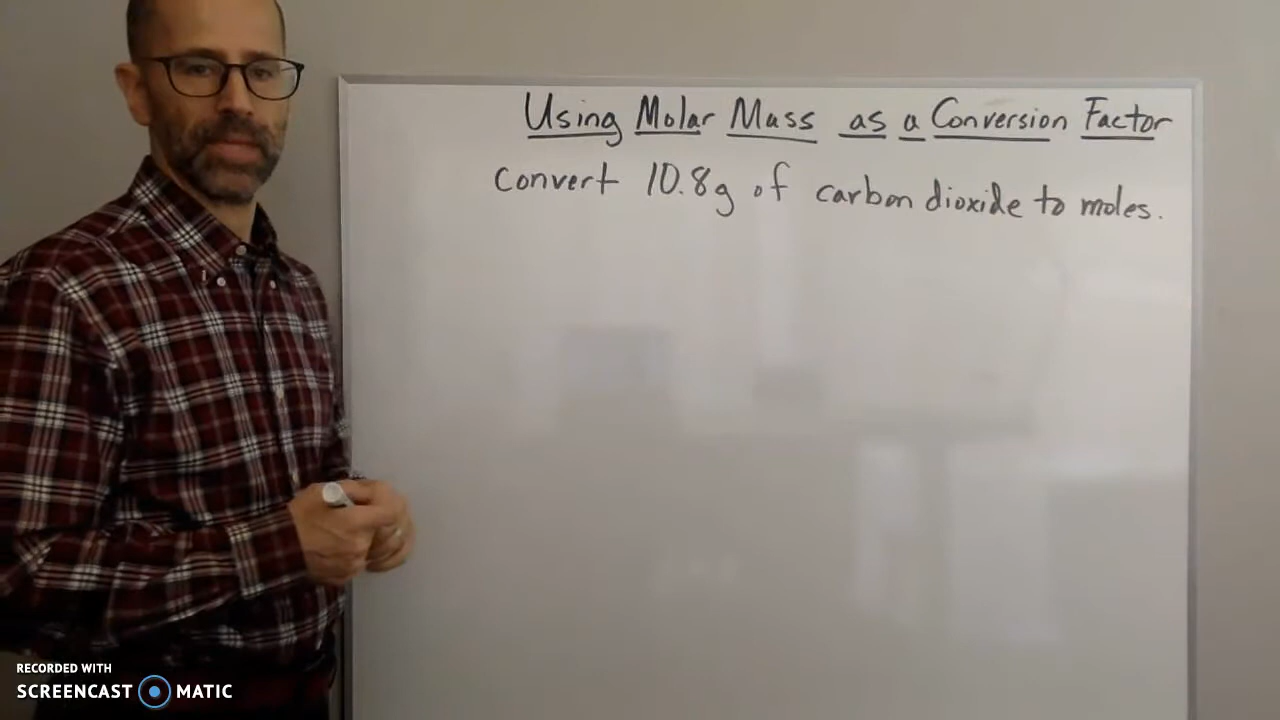 Using Molar Mass as a Conversion Factor
convert 10.8g of carbon dioxide to moles.
RECORDED WITH
SCREENCAST MATIC